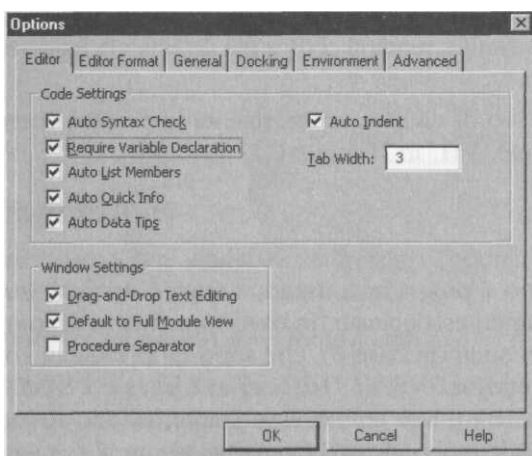 Options
Editor
Editor Format
General
Docking
Environment
Advanced
Code Settings
Auto Syntax Check
Require Variable Declaration
Auto List Members
Auto Quick Info
Auto Data Tips
Auto Indent
Tab Width: 3
Window Settings
Drag-and-Drop Text Editing
Default to Full Module View
Procedure Separator
OK
Cancel
Help